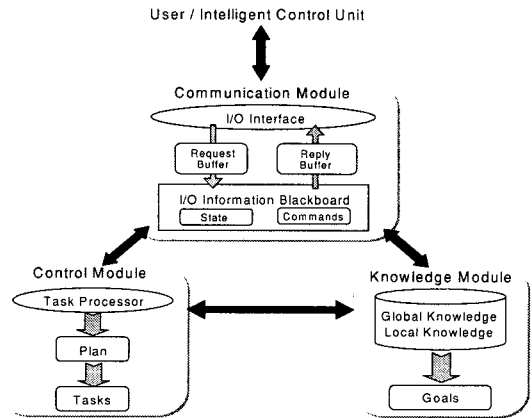 User / Intelligent Control Unit
Communication Module
I/O Interface
Request
Buffer
Reply
Buffer
I/O Information Blackboard
State
Commands
Control Module
Task Processor
Plan
Tasks
Knowledge Module
Global Knowledge
Local Knowledge
Goals